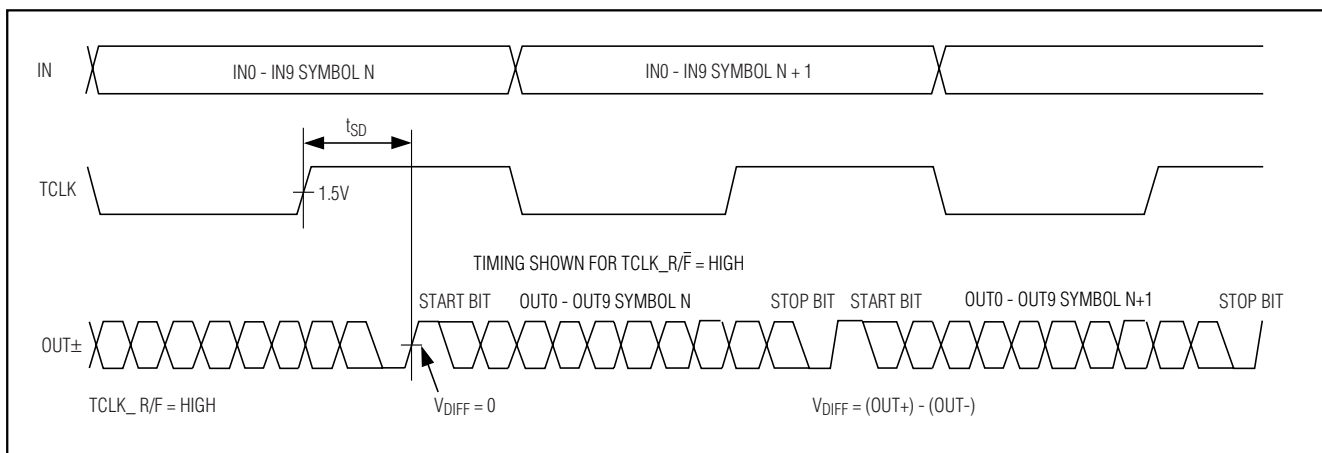 IN
IN0 - IN9 SYMBOL N
IN0 - IN9 SYMBOL N + 1
tSD
TCLK
1.5V
TIMING SHOWN FOR TCLK_R/F̅ = HIGH
START BIT
OUT0 - OUT9 SYMBOL N
STOP BIT
START BIT
OUT0 - OUT9 SYMBOL N+1
STOP BIT
OUT±
TCLK_ R/F = HIGH
VDIFF = 0
VDIFF = (OUT+) - (OUT-)